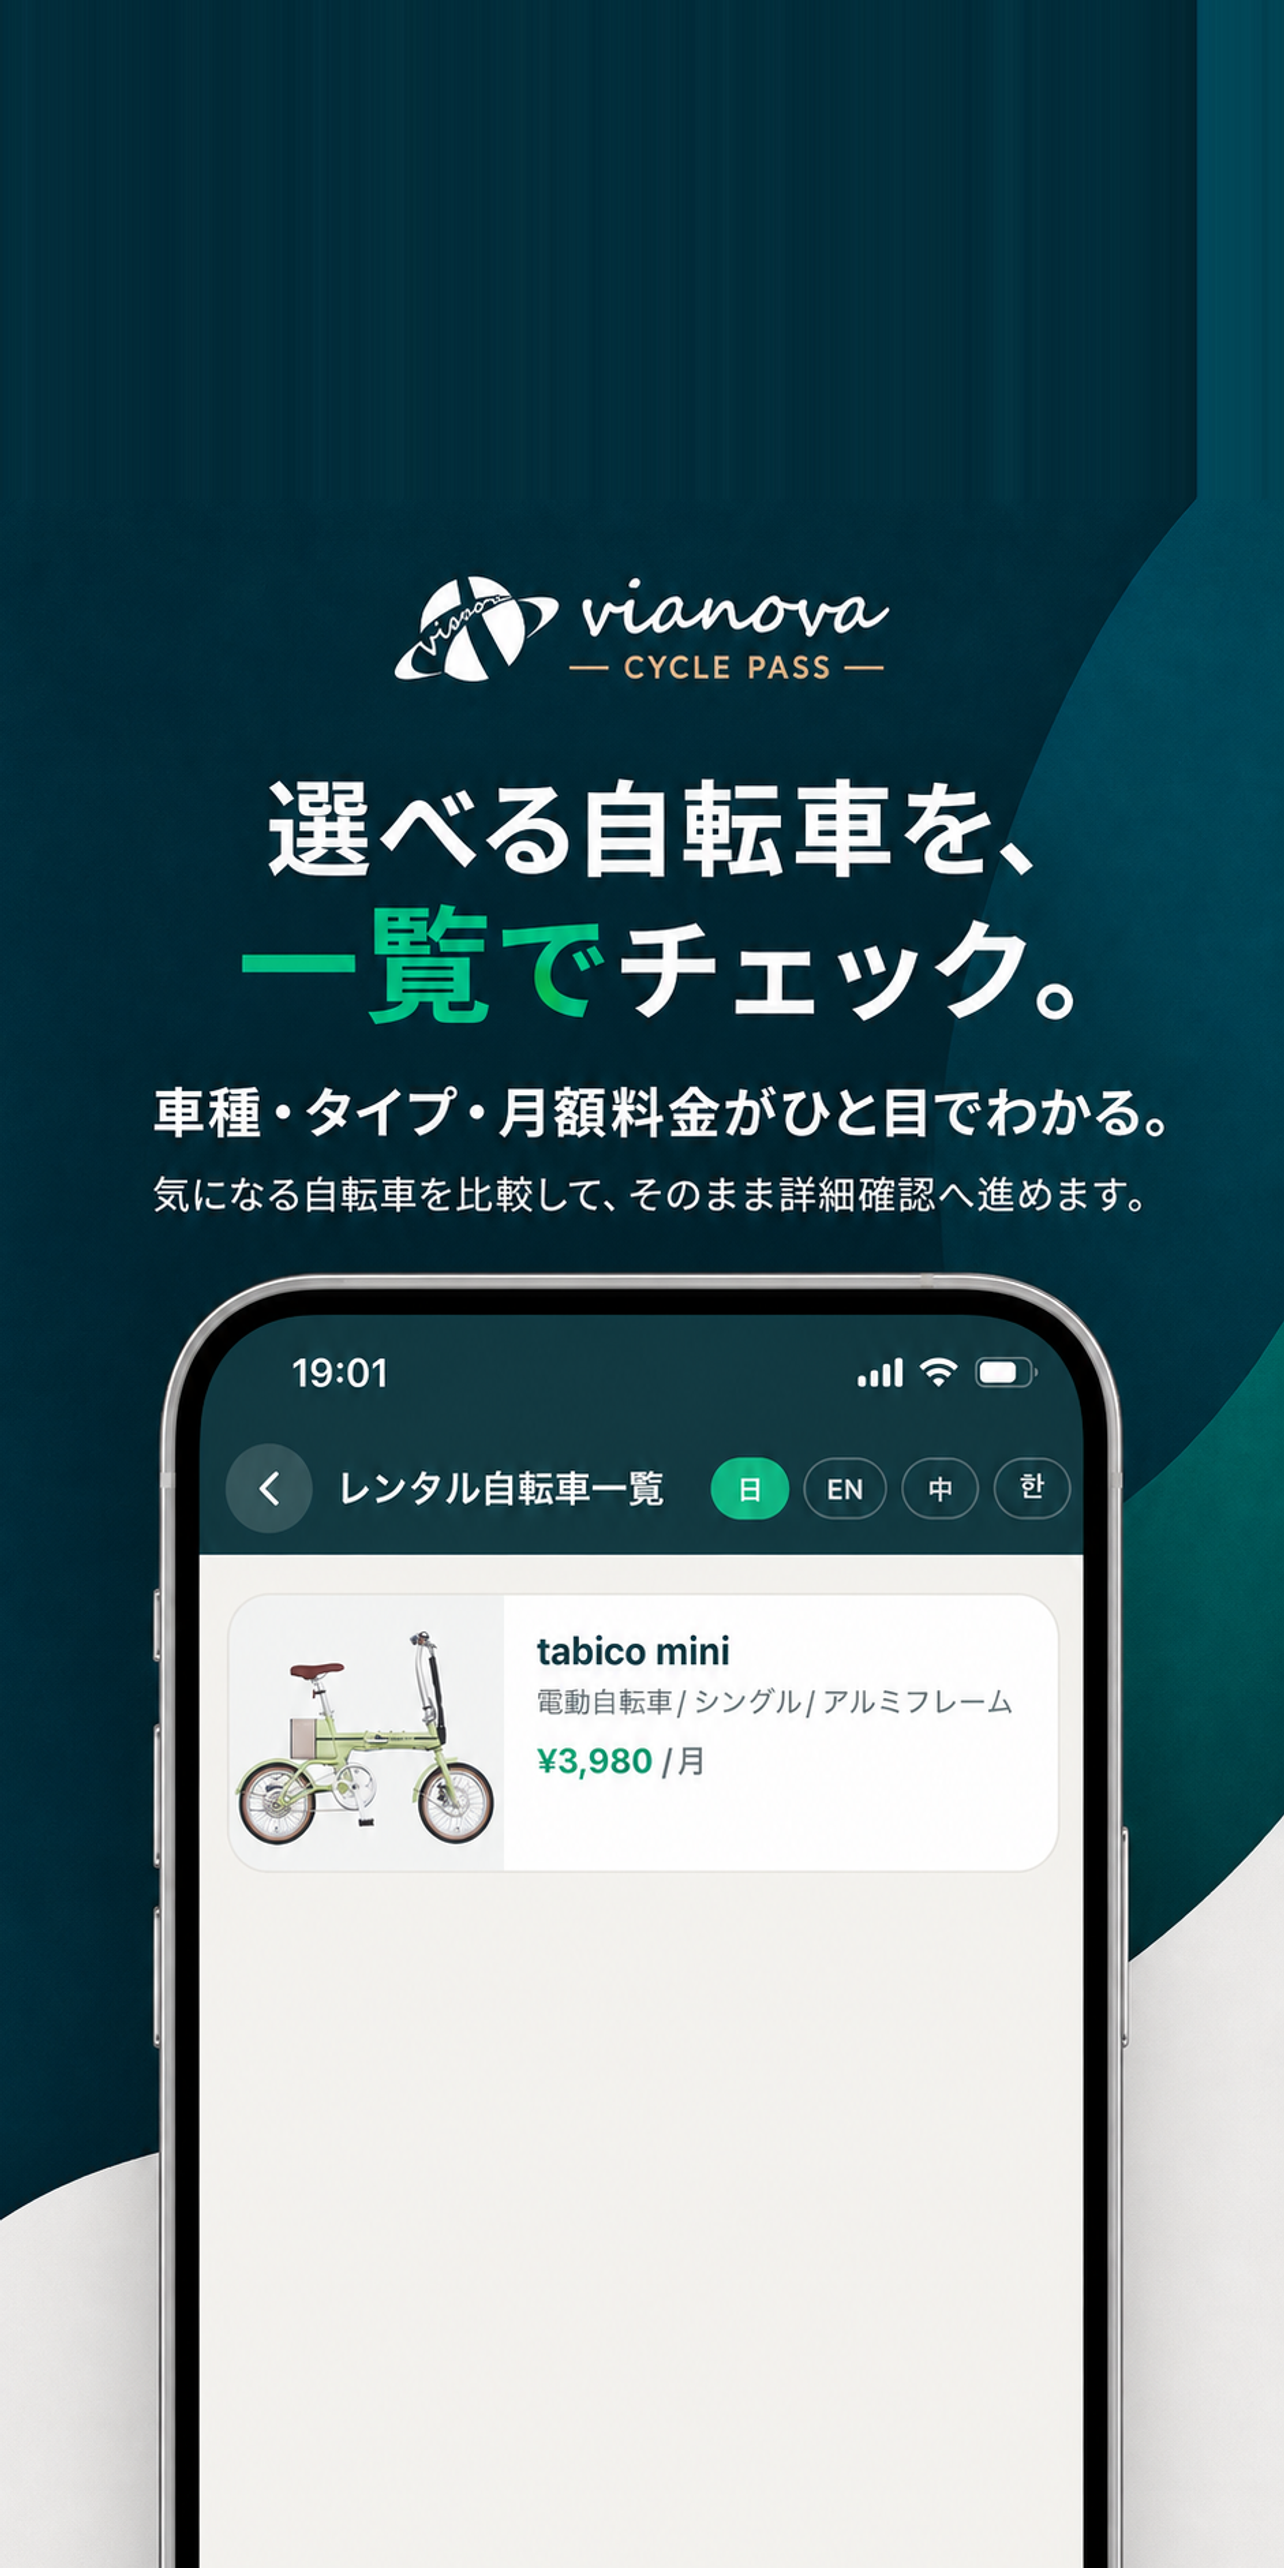 vianova
CYCLE PASS
選べる自転車を、
一覧でチェック。
車種・タイプ・月額料金がひと目でわかる。
気になる自転車を比較して、そのまま詳細確認へ進めます。
19:01
レンタル自転車一覧 日 EN 中 한
tabico mini
電動自転車 / シングル / アルミフレーム
¥3,980 / 月